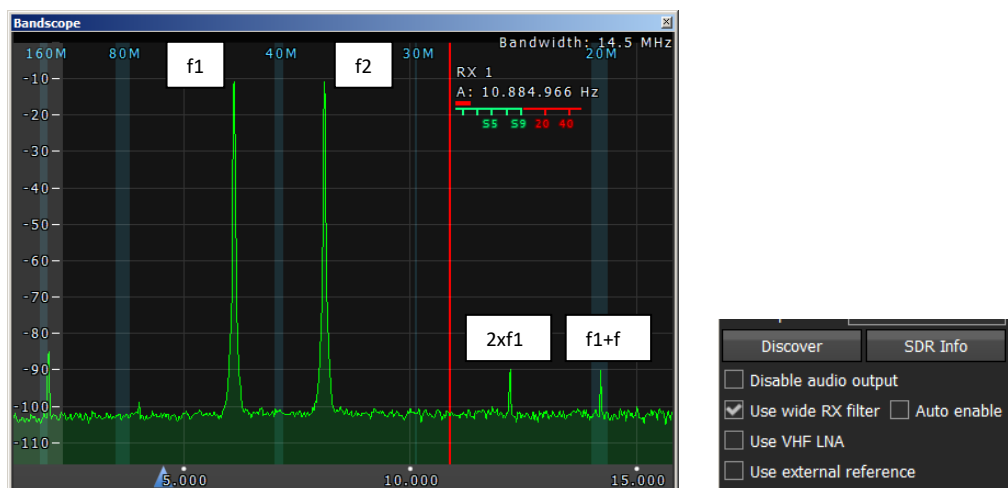 Bandscope
Bandwidth: 14.5 MHz
160M 80M 40M 30M 20M
f1 f2
RX 1
A: 10.884.966 Hz
S5 S9 20 40
-10
-20
-30
-40
-50
-60
-70
-80
-90
-100
-110
2xf1 f1+f
5.000 10.000 15.000
Discover SDR Info
Disable audio output
Use wide RX filter Auto enable
Use VHF LNA
Use external reference